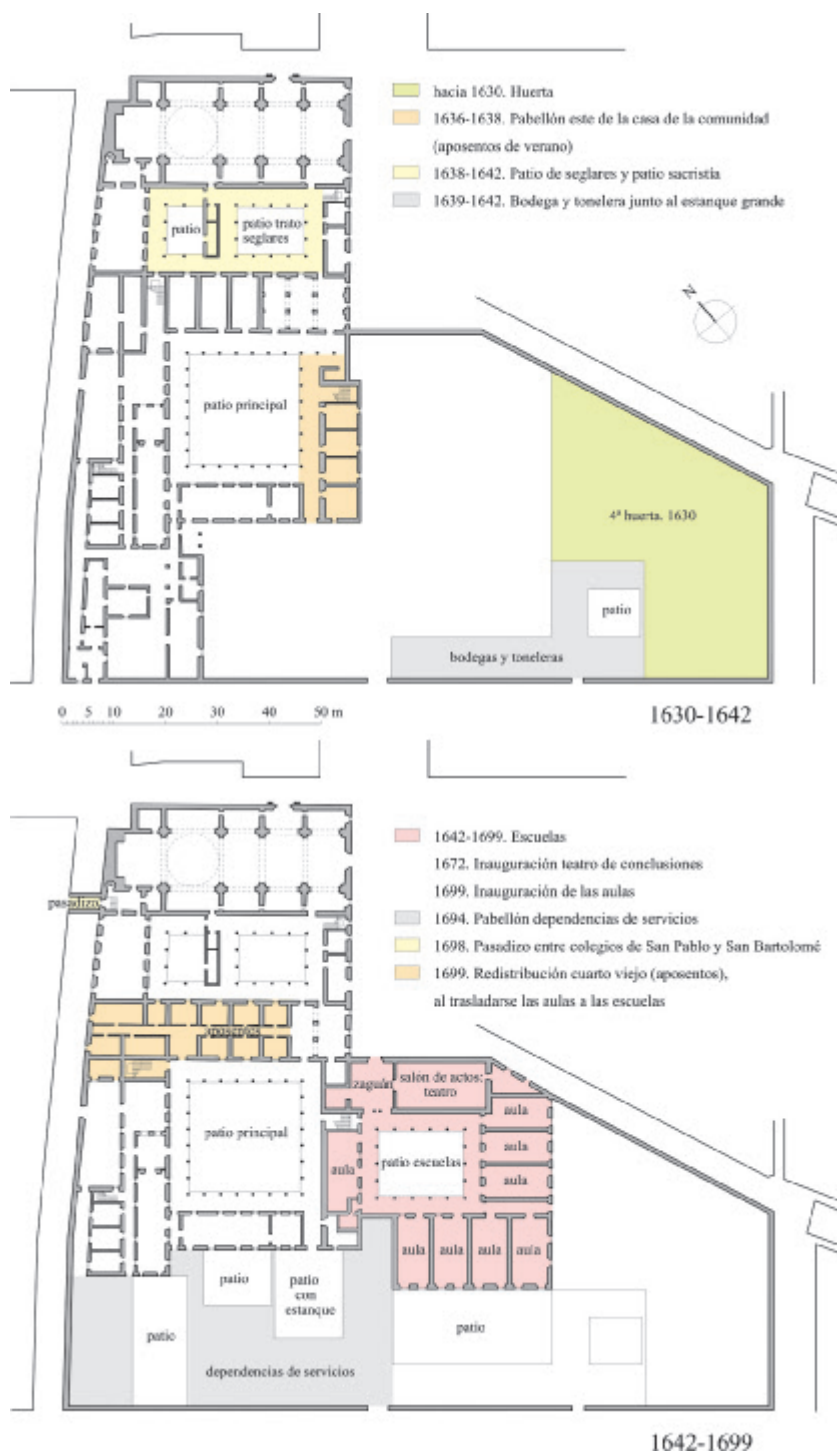 hacia 1630. Huerta
1636-1638. Pabellón este de la casa de la comunidad
(aposentos de verano)
1638-1642. Patio de seglares y patio sacristía
1639-1642. Bodega y tonelera junto al estanque grande
patio
patio trato
seglares
N
patio principal
4ª huerta. 1630
patio
bodegas y toneleras
0 5 10 20 30 40 50 m
1630-1642
1642-1699. Escuelas
1672. Inauguración teatro de conclusiones
1699. Inauguración de las aulas
1694. Pabellón dependencias de servicios
1698. Pasadizo entre colegios de San Pablo y San Bartolomé
1699. Redistribución cuarto viejo (aposentos),
al trasladarse las aulas a las escuelas
pasadizo
aposentos
zaguán
salón de actos:
teatro
aula
patio principal
aula
aula
patio escuelas
aula
aula
aula
aula
aula
patio
patio
con
estanque
patio
patio
dependencias de servicios
1642-1699